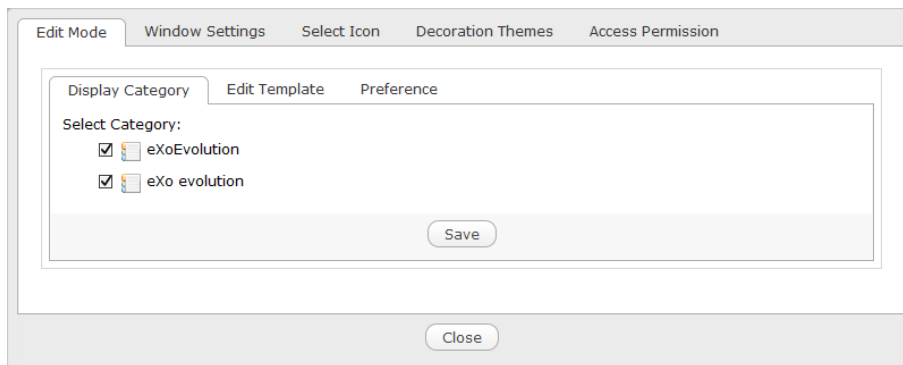 Edit Mode Window Settings Select Icon Decoration Themes Access Permission
Display Category Edit Template Preference
Select Category:
eXoEvolution
eXo evolution
Save
Close